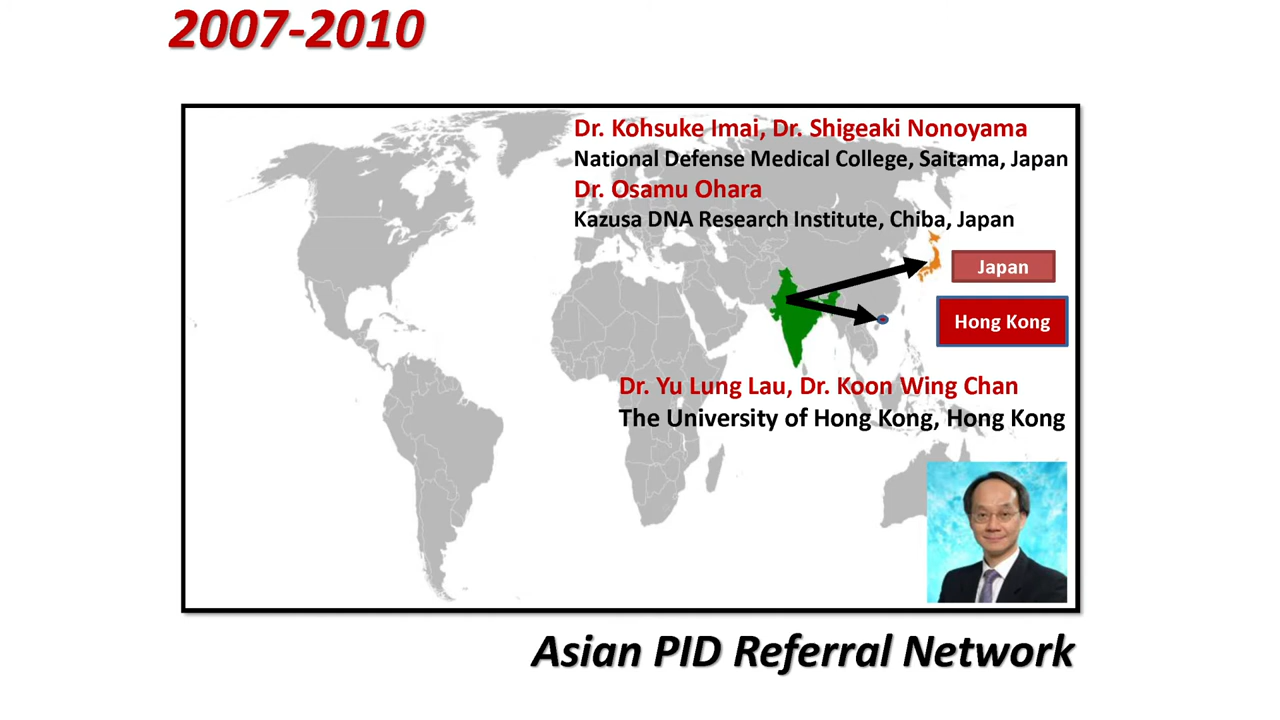 2007-2010
Dr. Kohsuke Imai, Dr. Shigeaki Nonoyama
National Defense Medical College, Saitama, Japan
Dr. Osamu Ohara
Kazusa DNA Research Institute, Chiba, Japan
Japan
Hong Kong
Dr. Yu Lung Lau, Dr. Koon Wing Chan
The University of Hong Kong, Hong Kong
Asian PID Referral Network